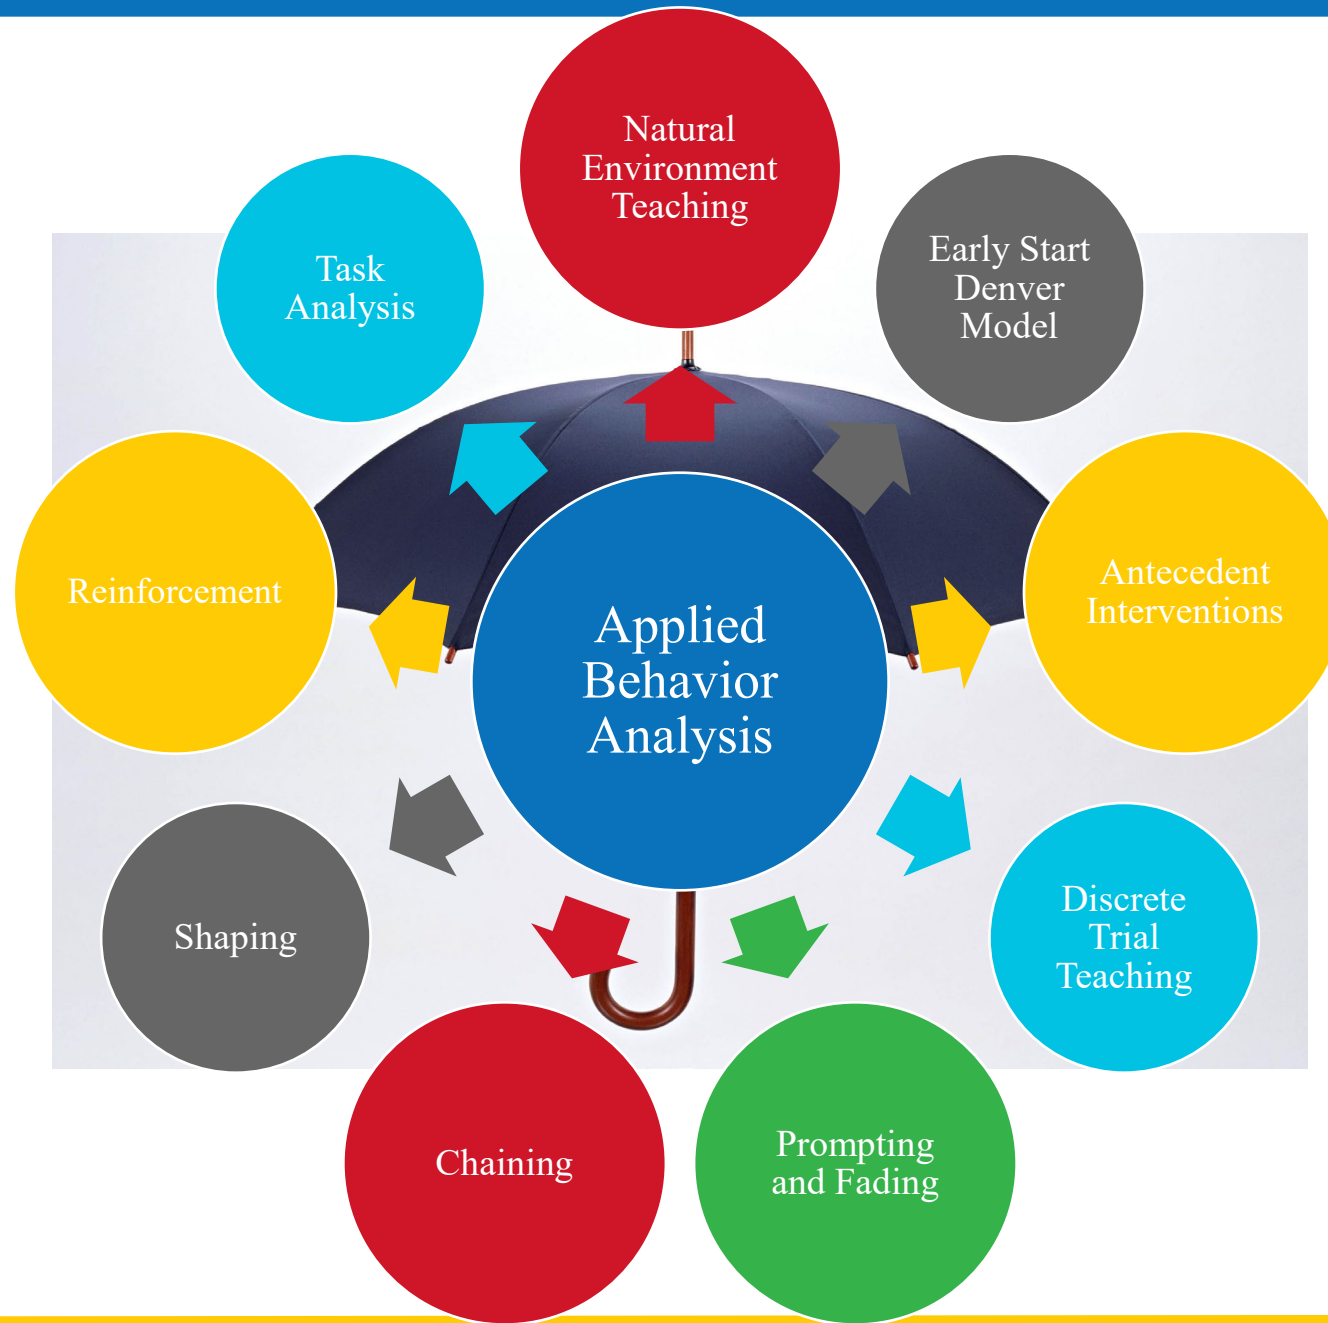 Natural
Environment
Teaching
Early Start
Denver
Model
Antecedent
Interventions
Discrete
Trial
Teaching
Prompting
and Fading
Chaining
Shaping
Reinforcement
Task
Analysis
Applied
Behavior
Analysis